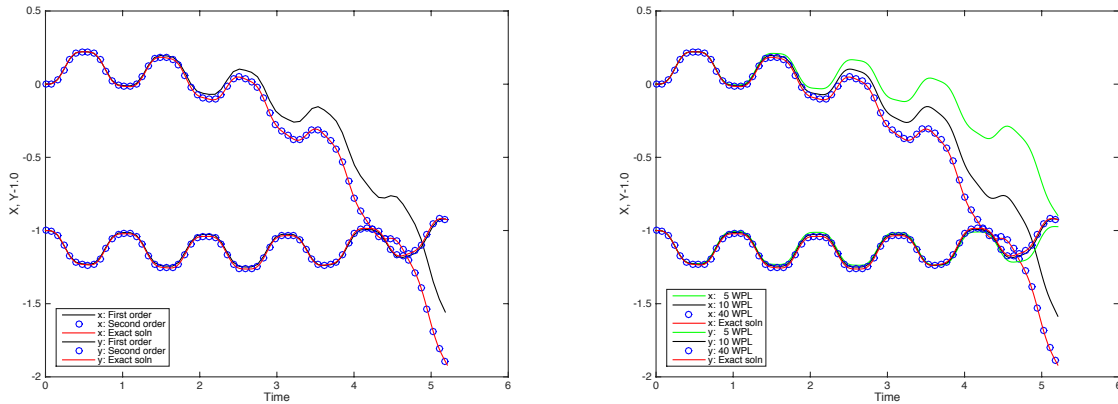 0.5
0
-0.5
-1
-1.5
-2
X, Y-1.0
0 1 2 3 4 5 6
Time
x: First order
x: Second order
x: Exact soln
y: First order
y: Second order
y: Exact soln
0.5
0
-0.5
-1
-1.5
-2
X, Y-1.0
0 1 2 3 4 5 6
Time
x: 5 WPL
x: 10 WPL
x: 40 WPL
x: Exact soln
y: 5 WPL
y: 10 WPL
y: 40 WPL
y: Exact soln